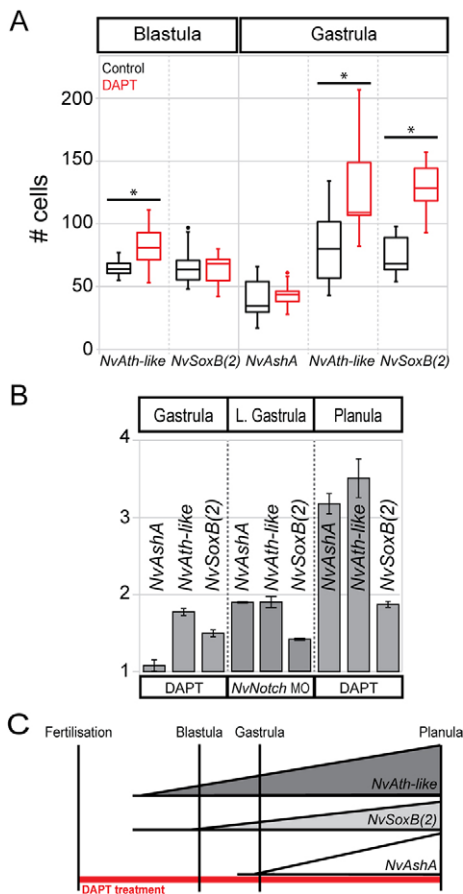 A
Blastula Gastrula
Control
DAPT
* * * *
# cells
200
150
100
50
0
NvAth-like NvSoxB(2) NvAshA NvAth-like NvSoxB(2)
B
Gastrula L. Gastrula Planula
4
3
2
1
NvAshA NvAth-like NvSoxB(2) NvAshA NvAth-like NvSoxB(2) NvAshA NvAth-like NvSoxB(2)
DAPT NvNotch MO DAPT
C
Fertilisation Blastula Gastrula Planula
NvAth-like
NvSoxB(2)
NvAshA
DAPT treatment